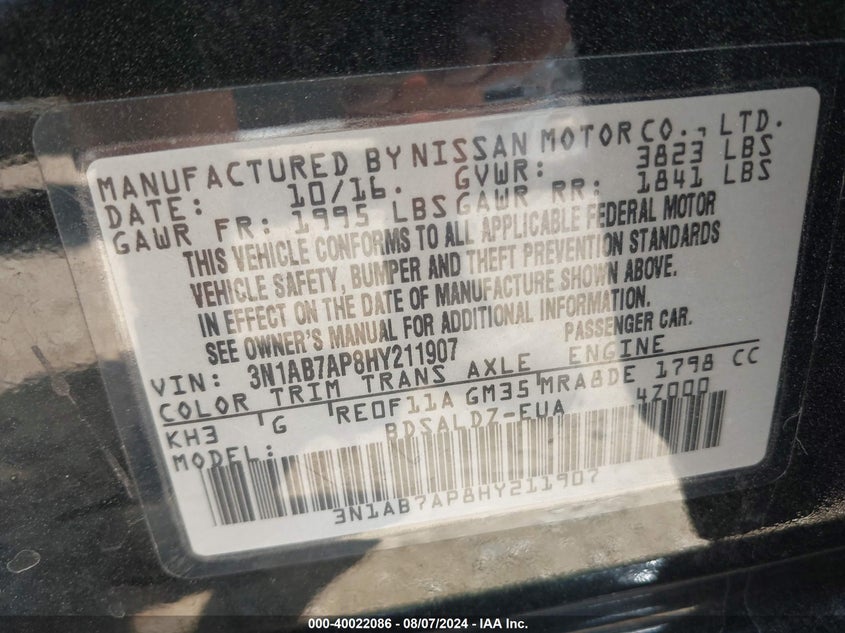 MANUFACTURED BY NISSAN MOTOR CO., LTD.
DATE: 10/16. GVWR: 3823 LBS
GAWR FR: 1995 LBS GAWR RR: 1841 LBS
THIS VEHICLE CONFORMS TO ALL APPLICABLE FEDERAL MOTOR
VEHICLE SAFETY, BUMPER AND THEFT PREVENTION STANDARDS
IN EFFECT ON THE DATE OF MANUFACTURE SHOWN ABOVE.
SEE OWNER'S MANUAL FOR ADDITIONAL INFORMATION.
VIN: 3N1AB7AP8HY211907 PASSENGER CAR.
COLOR TRIM TRANS AXLE ENGINE
KH3 G RE0F11A GM35 MRA8DE 1798 CC
MODEL: BDSALDZ-EUA 4Z000
3N1AB7AP8HY211907
000-40022086 - 08/07/2024 - IAA Inc.